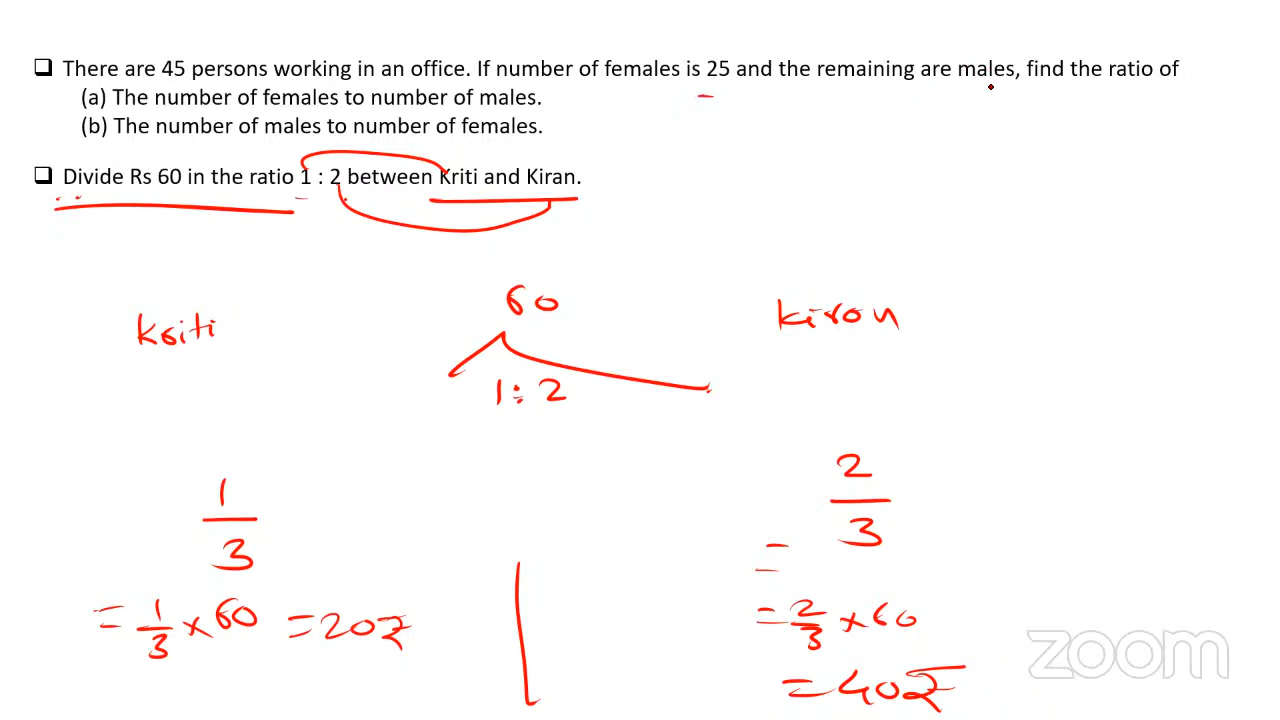 There are 45 persons working in an office. If number of females is 25 and the remaining are males, find the ratio of
(a) The number of females to number of males.
(b) The number of males to number of females.
Divide Rs 60 in the ratio 1 : 2 between Kriti and Kiran.
Kriti
60
Kiran
1 : 2
1/3
2/3
=
= 1/3 × 60 = 20₹
= 2/3 × 60
= 40₹
zoom